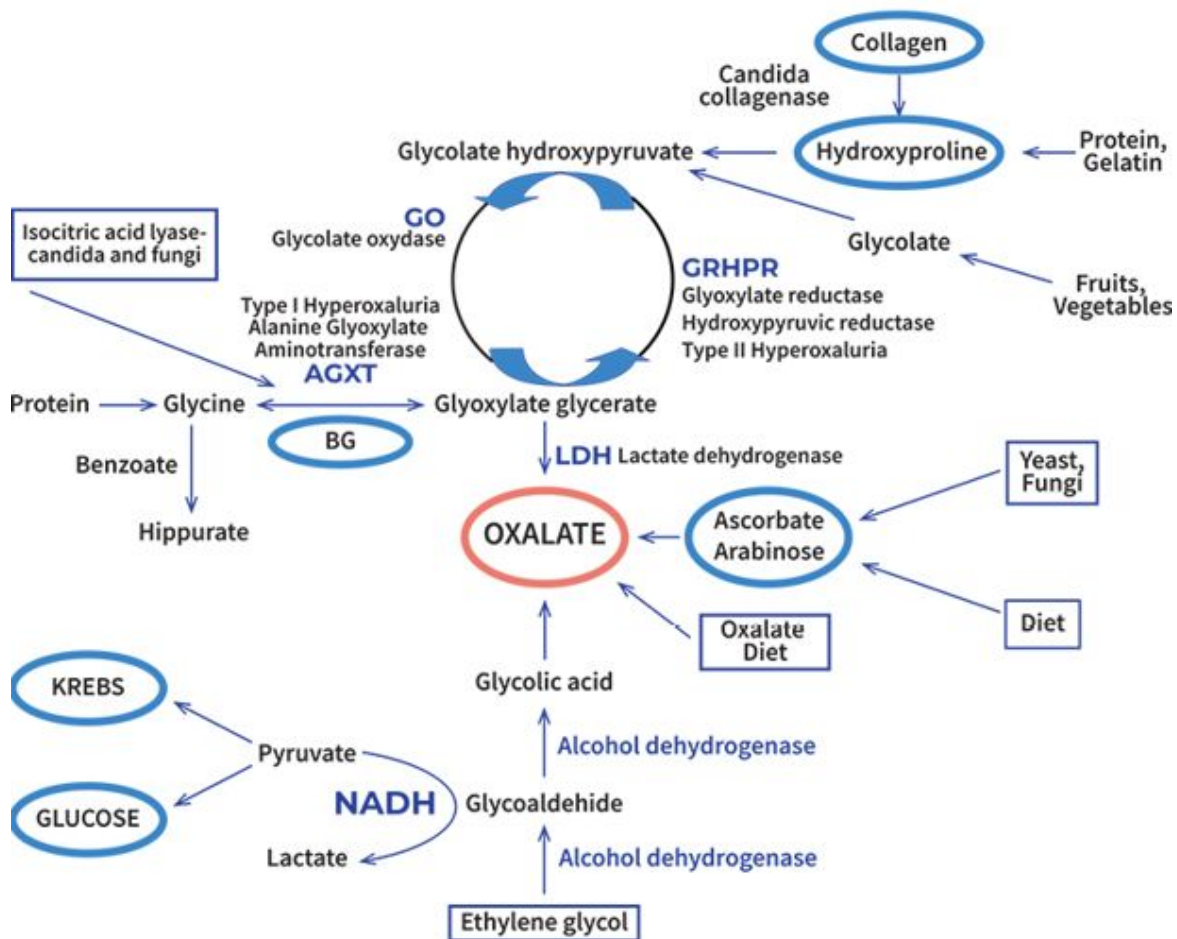 Collagen
Candida
collagenase
Glycolate hydroxypyruvate
Hydroxyproline
Protein,
Gelatin
GO
Glycolate oxydase
Isocitric acid lyase-
candida and fungi
Glycolate
GRHPR
Glyoxylate reductase
Hydroxypyruvic reductase
Type II Hyperoxaluria
Fruits,
Vegetables
Type I Hyperoxaluria
Alanine Glyoxylate
Aminotransferase
AGXT
Protein
Glycine
Glyoxylate glycerate
BG
Benzoate
Hippurate
LDH Lactate dehydrogenase
Yeast,
Fungi
OXALATE
Ascorbate
Arabinose
Diet
Oxalate
Diet
Glycolic acid
KREBS
Pyruvate
Alcohol dehydrogenase
GLUCOSE
NADH
Glycoaldehide
Lactate
Alcohol dehydrogenase
Ethylene glycol